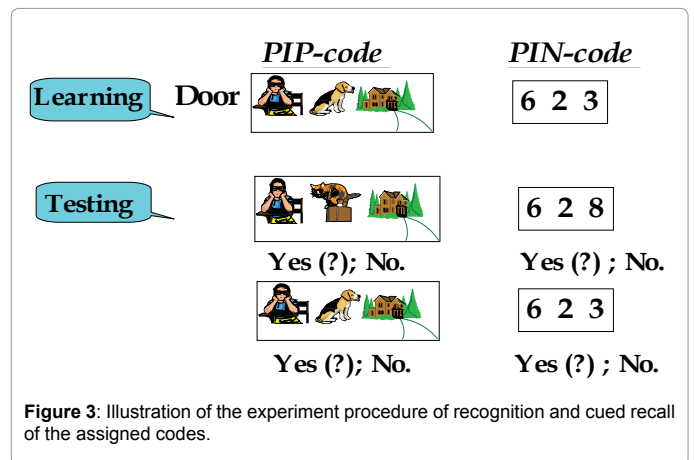 PIP-code PIN-code
Learning Door 6 2 3
Testing 6 2 8
Yes (?); No. Yes (?) ; No.
6 2 3
Yes (?); No. Yes (?) ; No.
Figure 3: Illustration of the experiment procedure of recognition and cued recall
of the assigned codes.